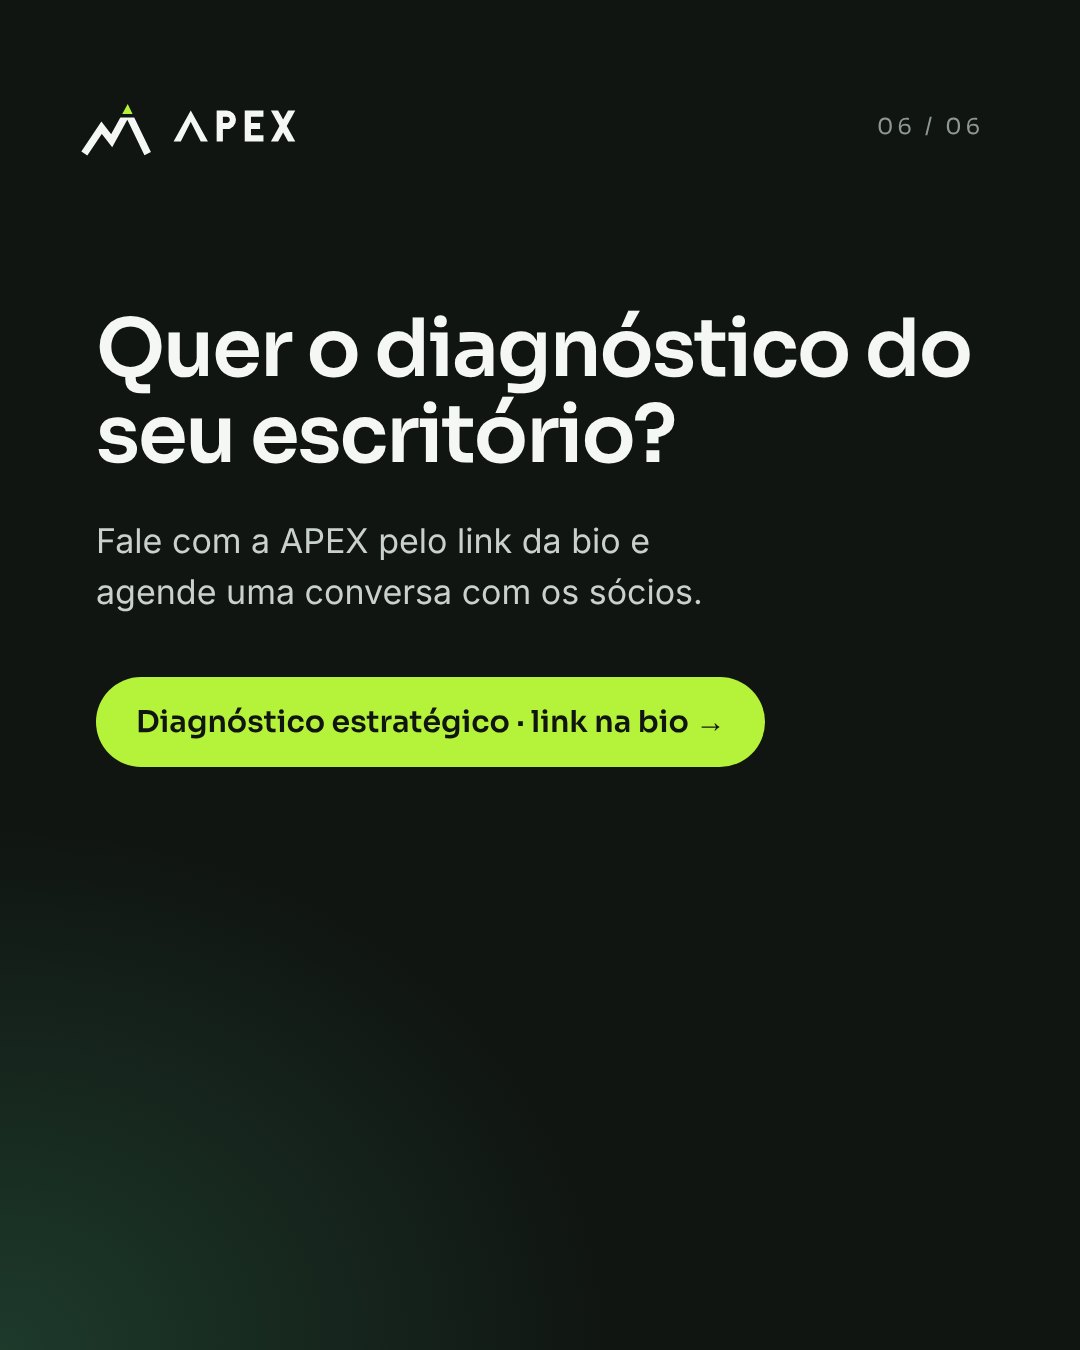 APEX
06 / 06
Quer o diagnóstico do
seu escritório?
Fale com a APEX pelo link da bio e
agende uma conversa com os sócios.
Diagnóstico estratégico · link na bio →